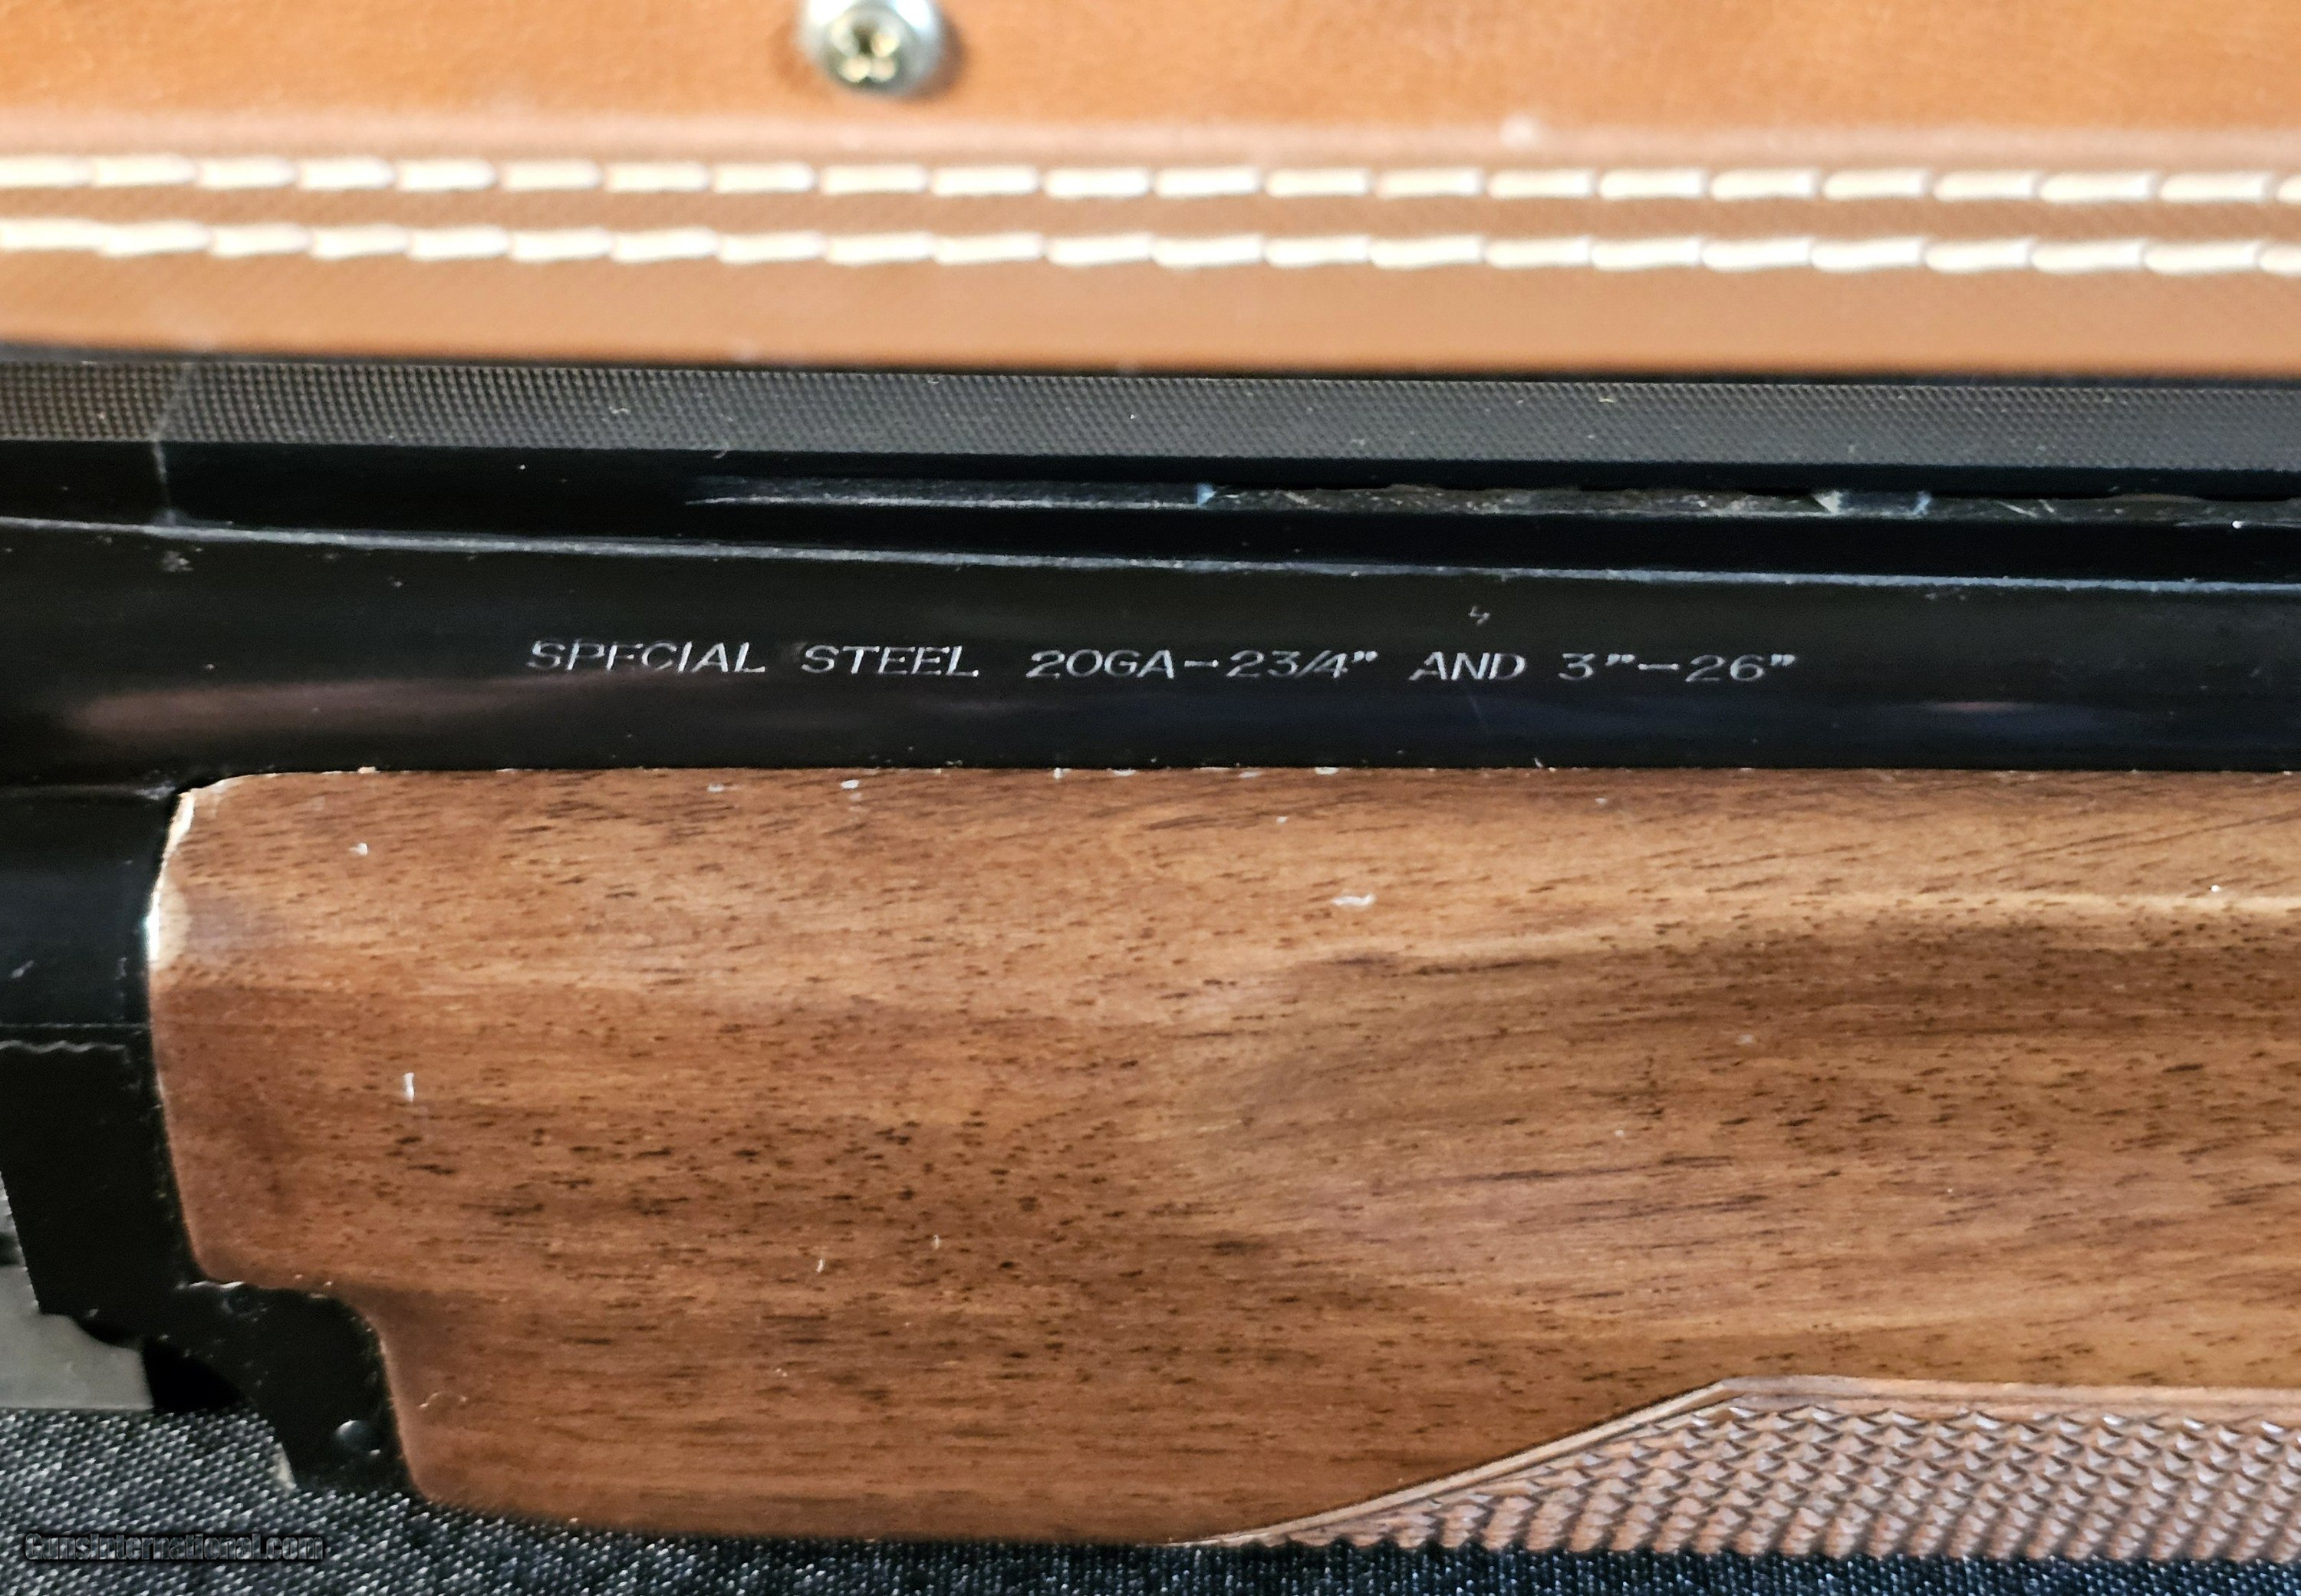 SPECIAL STEEL 20GA-23/4" AND 3"-26"
GunsInternational.com